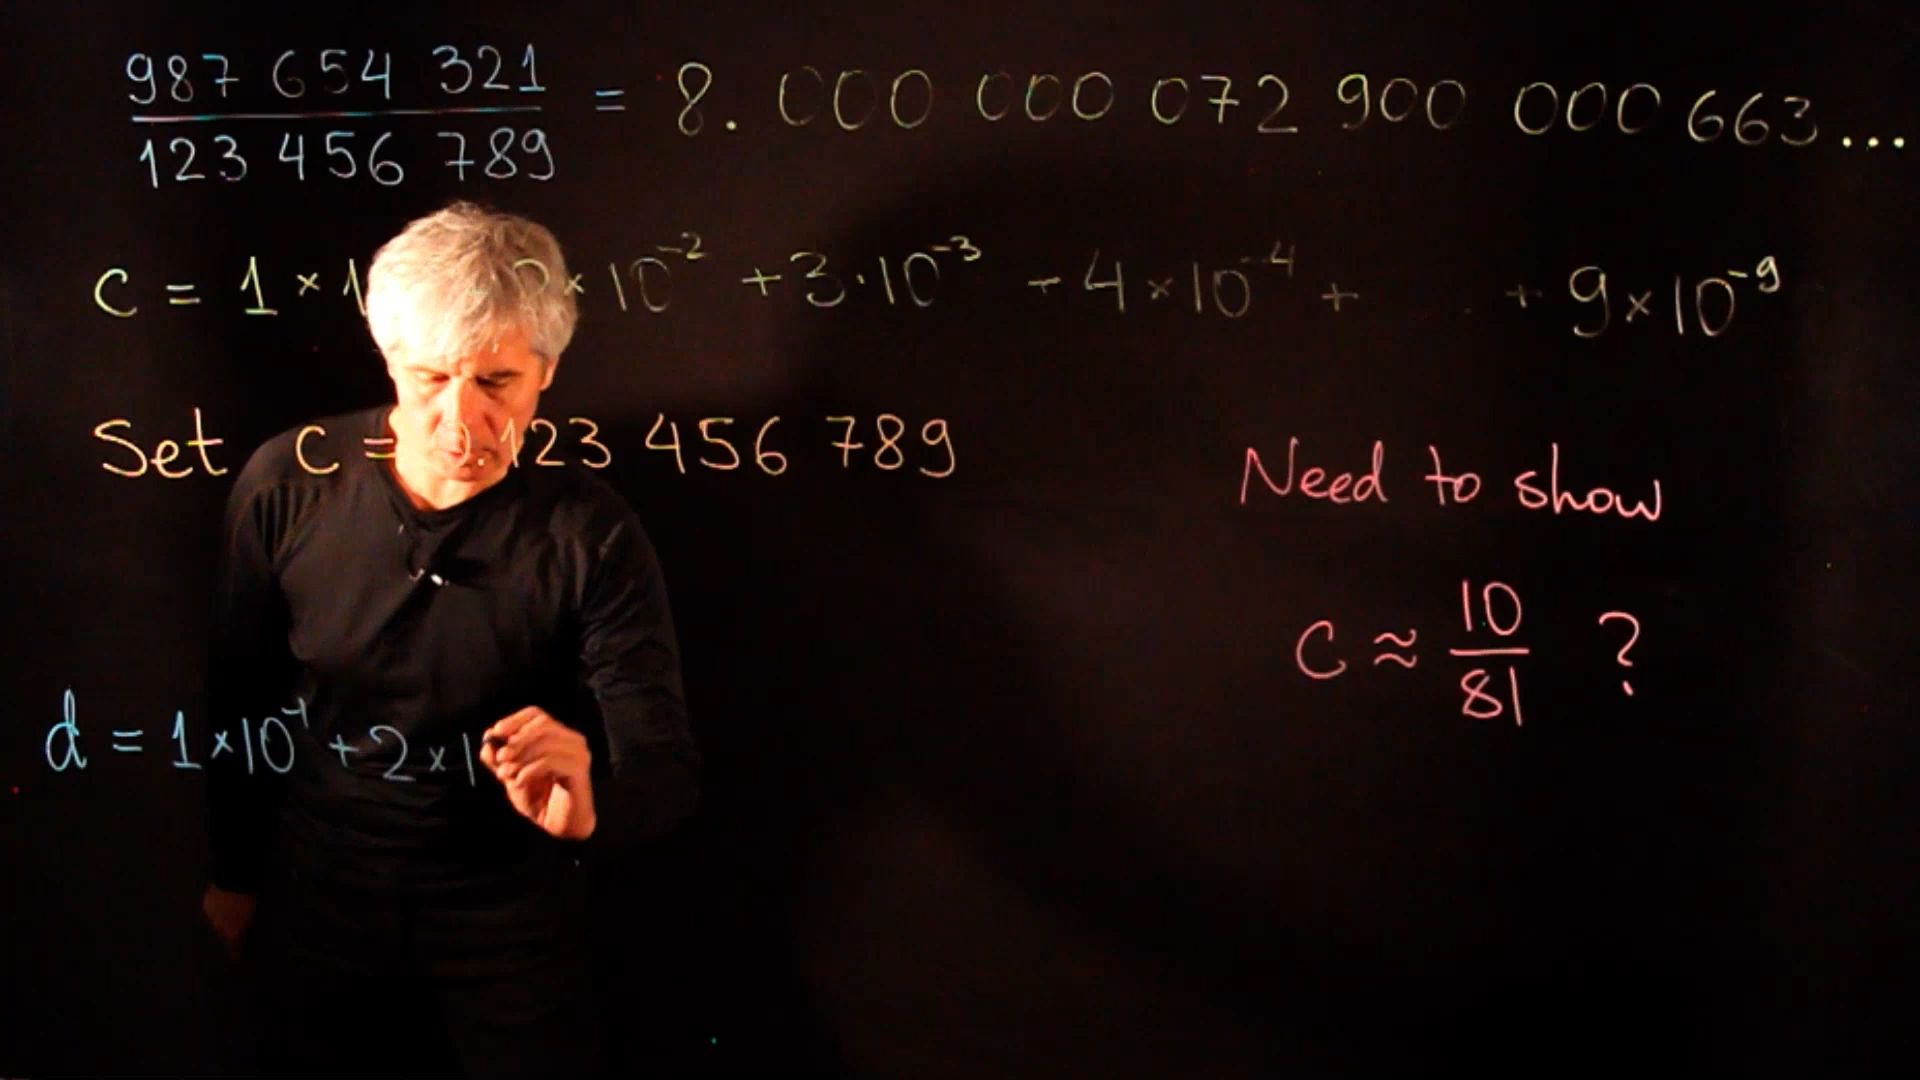 987 654 321
123 456 789
= 8. 000 000 072 900 000 663...
c = 1 × 1 2 × 10⁻² + 3·10⁻³ + 4 × 10⁻⁴ + . + 9 × 10⁻⁹
Set c = 0.123 456 789
Need to show
c ≈ 10/81 ?
d = 1 × 10⁻¹ + 2 × 1